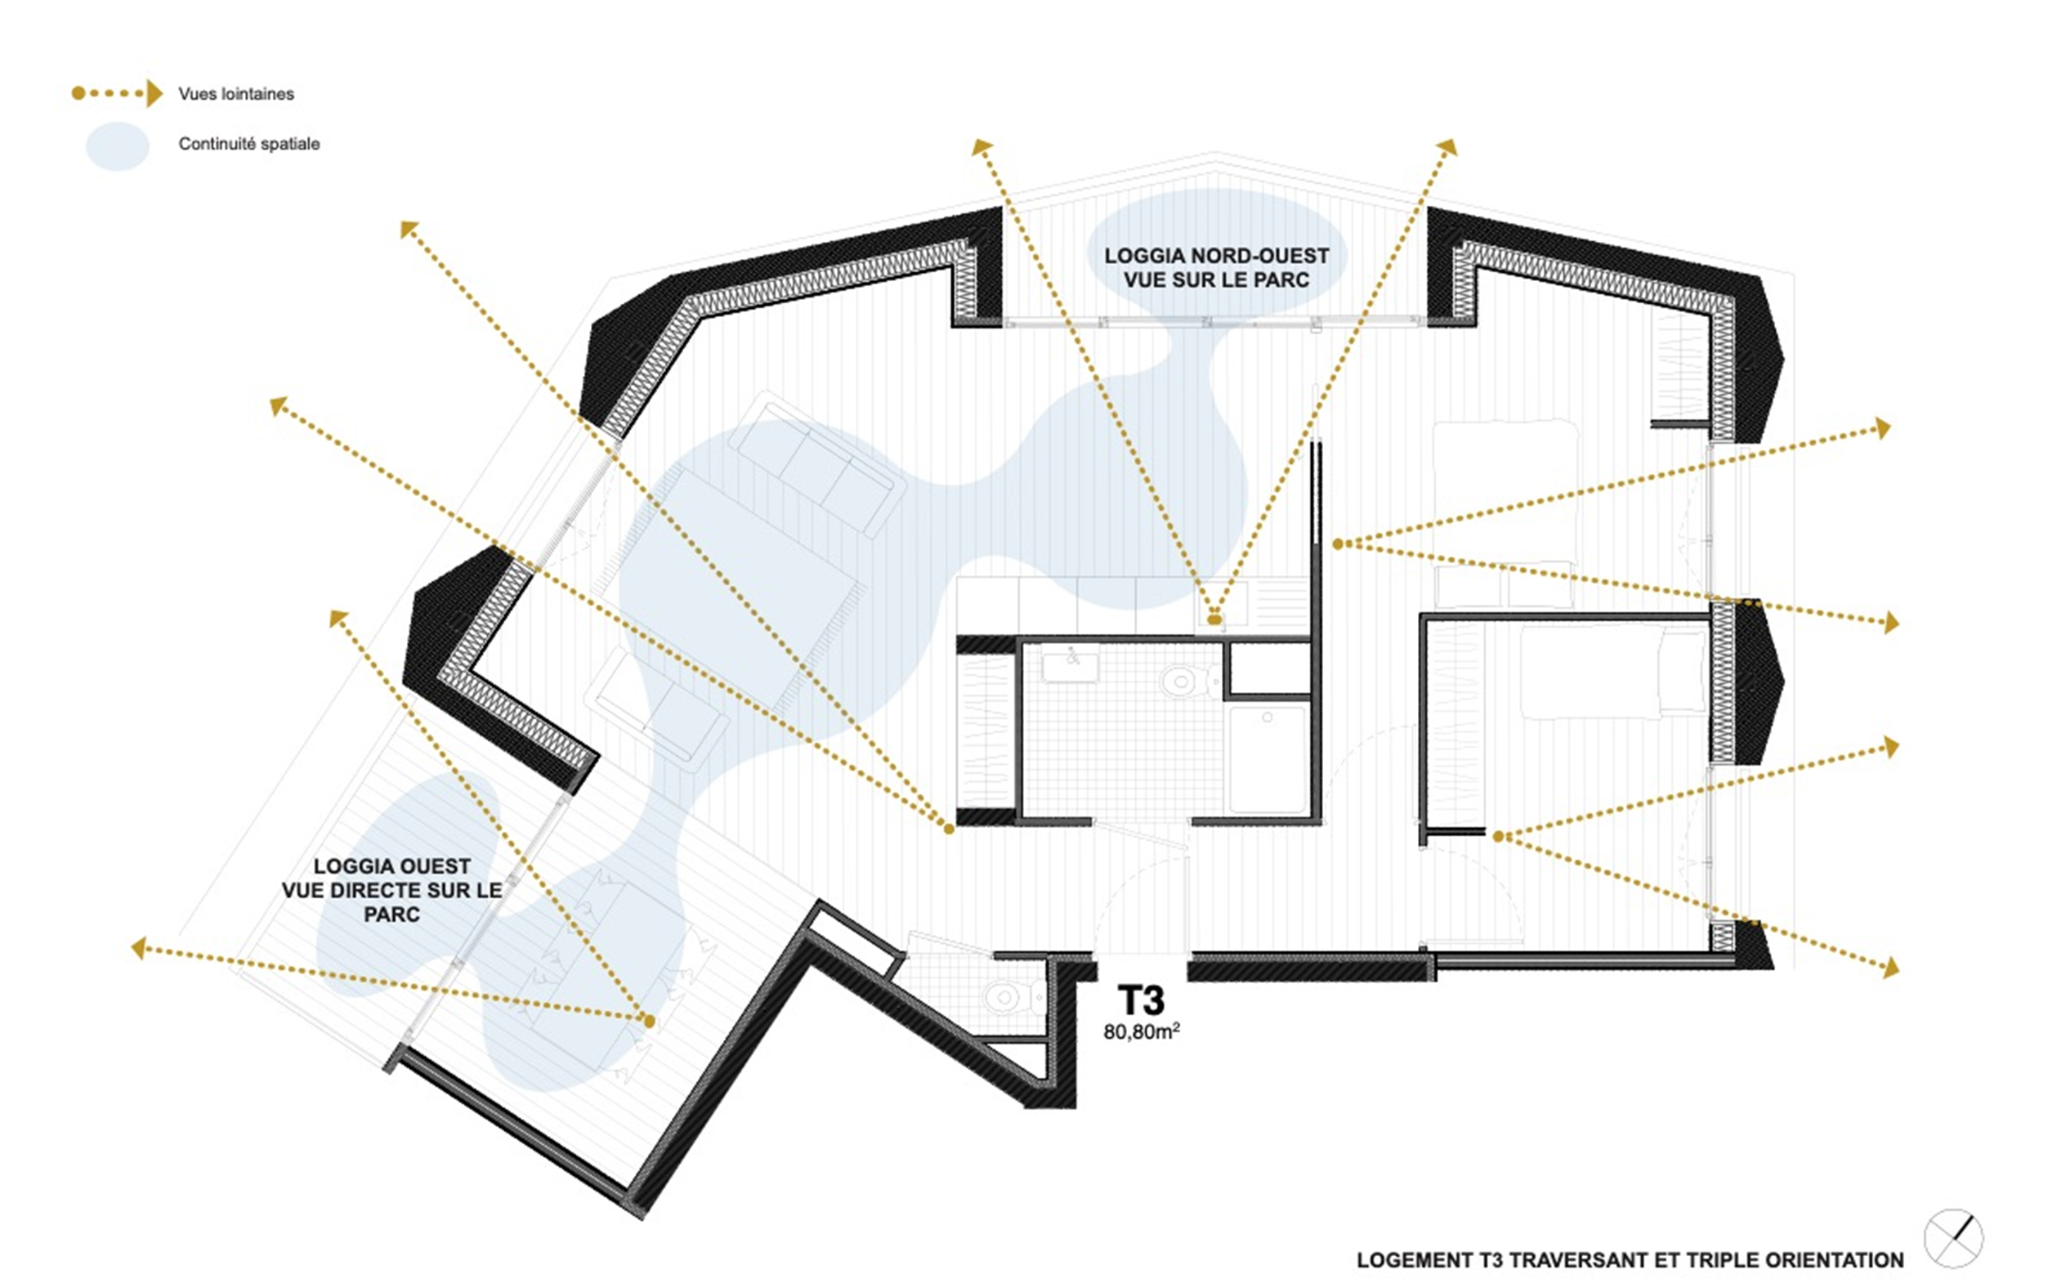 Vues lointaines
Continuité spatiale
LOGGIA NORD-OUEST
VUE SUR LE PARC
LOGGIA OUEST
VUE DIRECTE SUR LE
PARC
T3
80,80m²
LOGEMENT T3 TRAVERSANT ET TRIPLE ORIENTATION